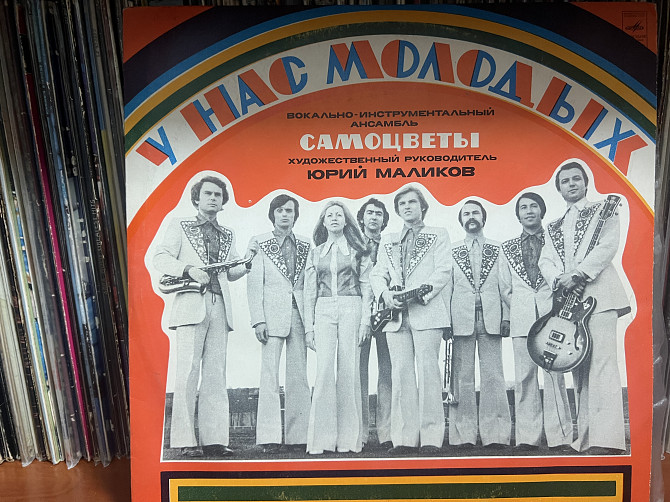 У НАС МОЛОДЫХ
ВОКАЛЬНО-ИНСТРУМЕНТАЛЬНЫЙ
АНСАМБЛЬ
САМОЦВЕТЫ
ХУДОЖЕСТВЕННЫЙ РУКОВОДИТЕЛЬ
ЮРИЙ МАЛИКОВ